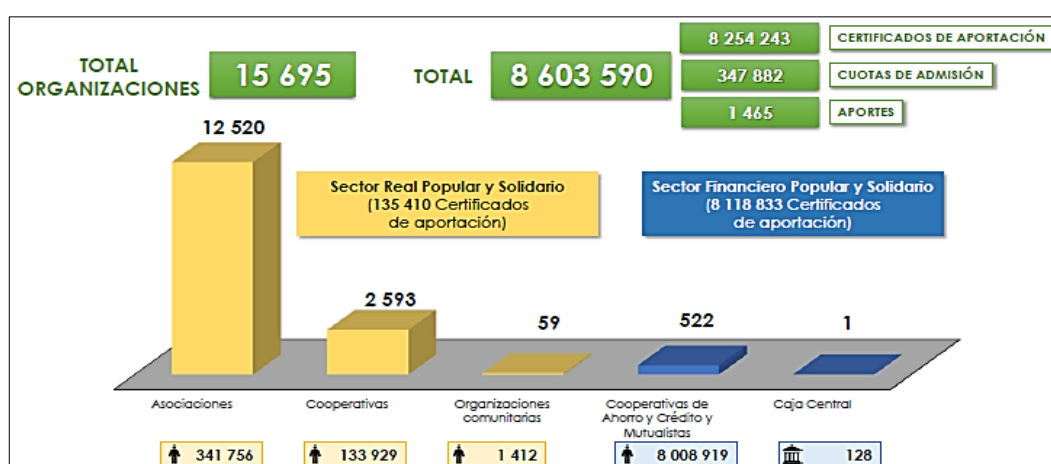 TOTAL
ORGANIZACIONES
15 695
TOTAL
8 603 590
8 254 243
CERTIFICADOS DE APORTACIÓN
347 882
CUOTAS DE ADMISIÓN
1 465
APORTES
12 520
Sector Real Popular y Solidario
(135 410 Certificados
de aportación)
Sector Financiero Popular y Solidario
(8 118 833 Certificados
de aportación)
2 593
59
522
1
Asociaciones
Cooperativas
Organizaciones
comunitarias
Cooperativas de
Ahorro y Crédito y
Mutualistas
Caja Central
341 756
133 929
1 412
8 008 919
128